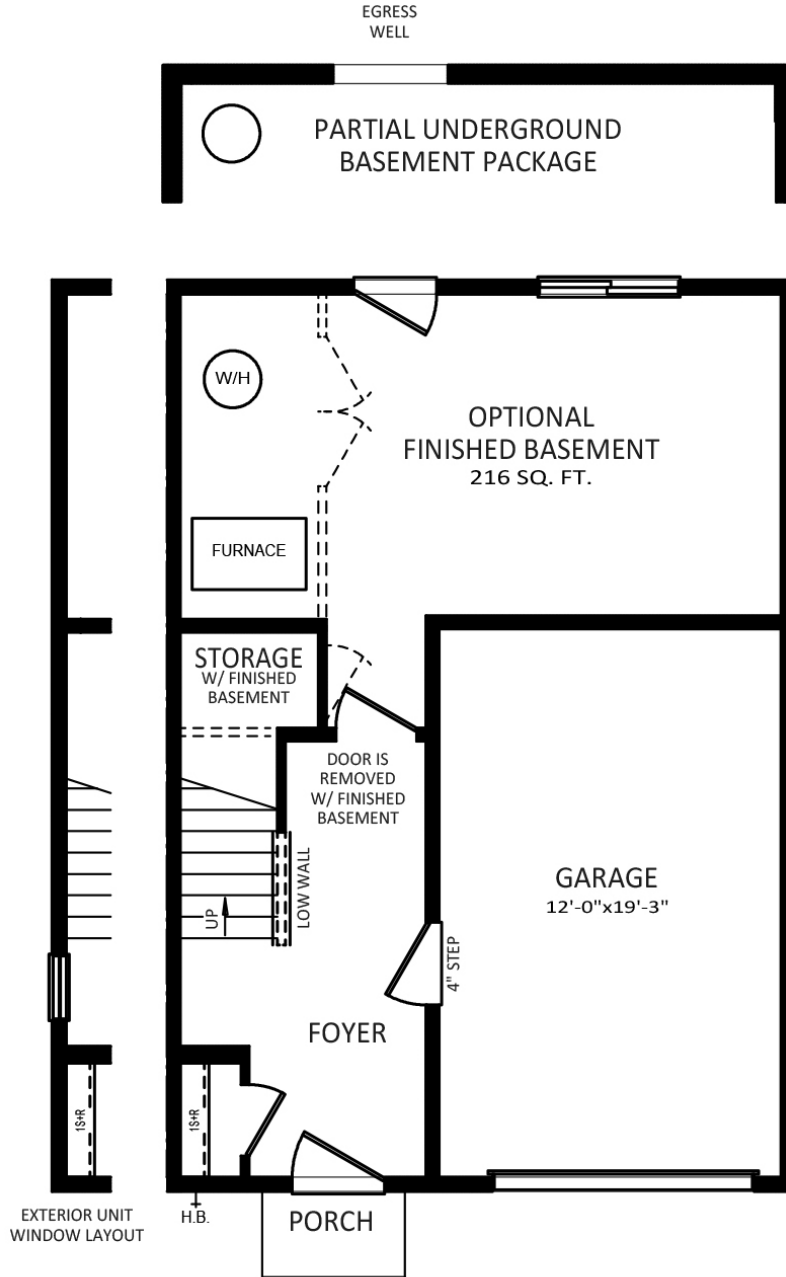 EGRESS
WELL
PARTIAL UNDERGROUND
BASEMENT PACKAGE
W/H
OPTIONAL
FINISHED BASEMENT
216 SQ. FT.
FURNACE
STORAGE
W/ FINISHED
BASEMENT
DOOR IS
REMOVED
W/ FINISHED
BASEMENT
LOW WALL
UP
GARAGE
12'-0"x19'-3"
4" STEP
FOYER
1S+R
1S+R
H.B.
PORCH
EXTERIOR UNIT
WINDOW LAYOUT